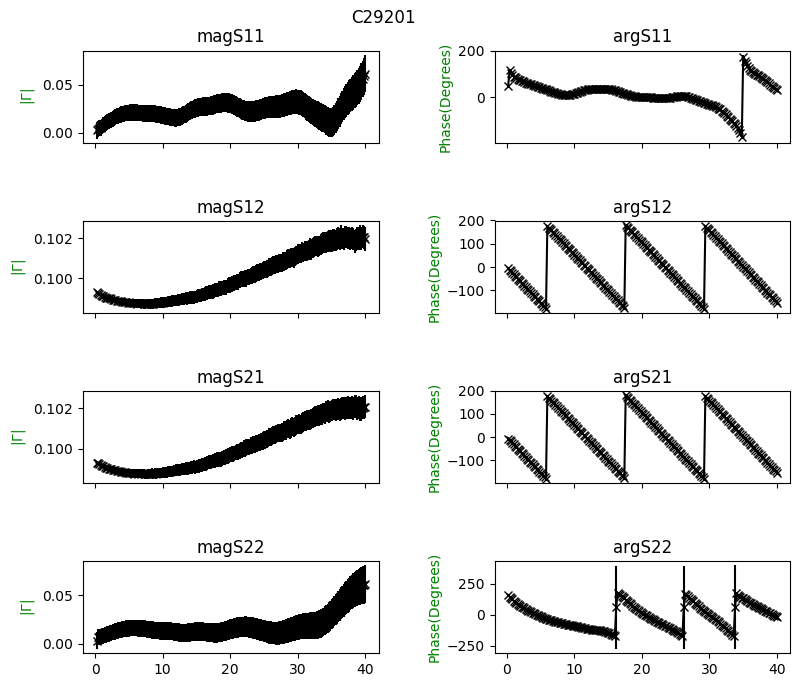 C29201
magS11
argS11
|Γ|
0.05
0.00
Phase(Degrees)
200
0
magS12
argS12
|Γ|
0.102
0.100
Phase(Degrees)
200
100
0
−100
magS21
argS21
|Γ|
0.102
0.100
Phase(Degrees)
200
100
0
−100
magS22
argS22
|Γ|
0.05
0.00
0 10 20 30 40
Phase(Degrees)
250
0
−250
0 10 20 30 40